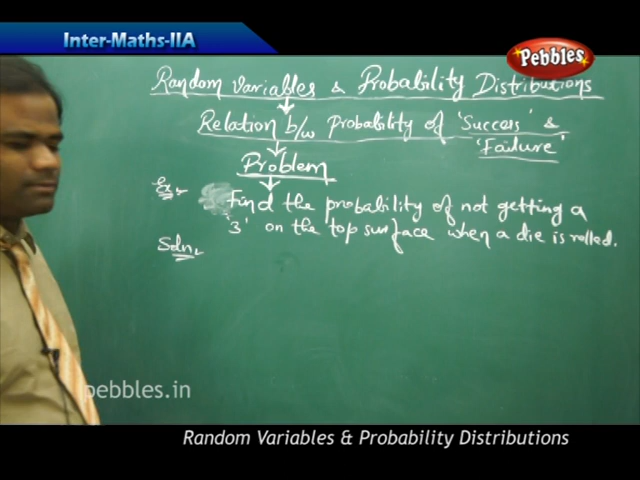 Inter-Maths-IIA
Pebbles
Random Variables & Probability Distributions
Relation b/w Probability of 'Success' &
'Failure'
Problem
Ex,
Find the probability of not getting a
'3' on the top surface when a die is rolled.
Soln,
pebbles.in
Random Variables & Probability Distributions